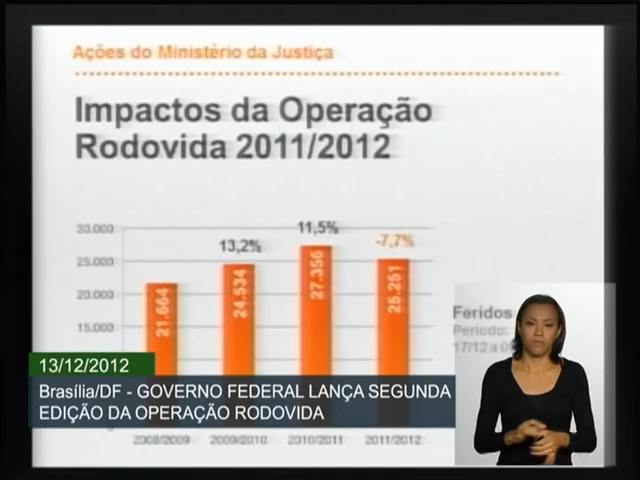 Ações do Ministério da Justiça
Impactos da Operação
Rodovida 2011/2012
30.000
25.000
20.000
15.000
13,2%
11,5%
-7,7%
21.664
24.534
27.356
25.251
Feridos
Período:
17/12 a
13/12/2012
Brasília/DF - GOVERNO FEDERAL LANÇA SEGUNDA
EDIÇÃO DA OPERAÇÃO RODOVIDA
2008/2009
2009/2010
2010/2011
2011/2012